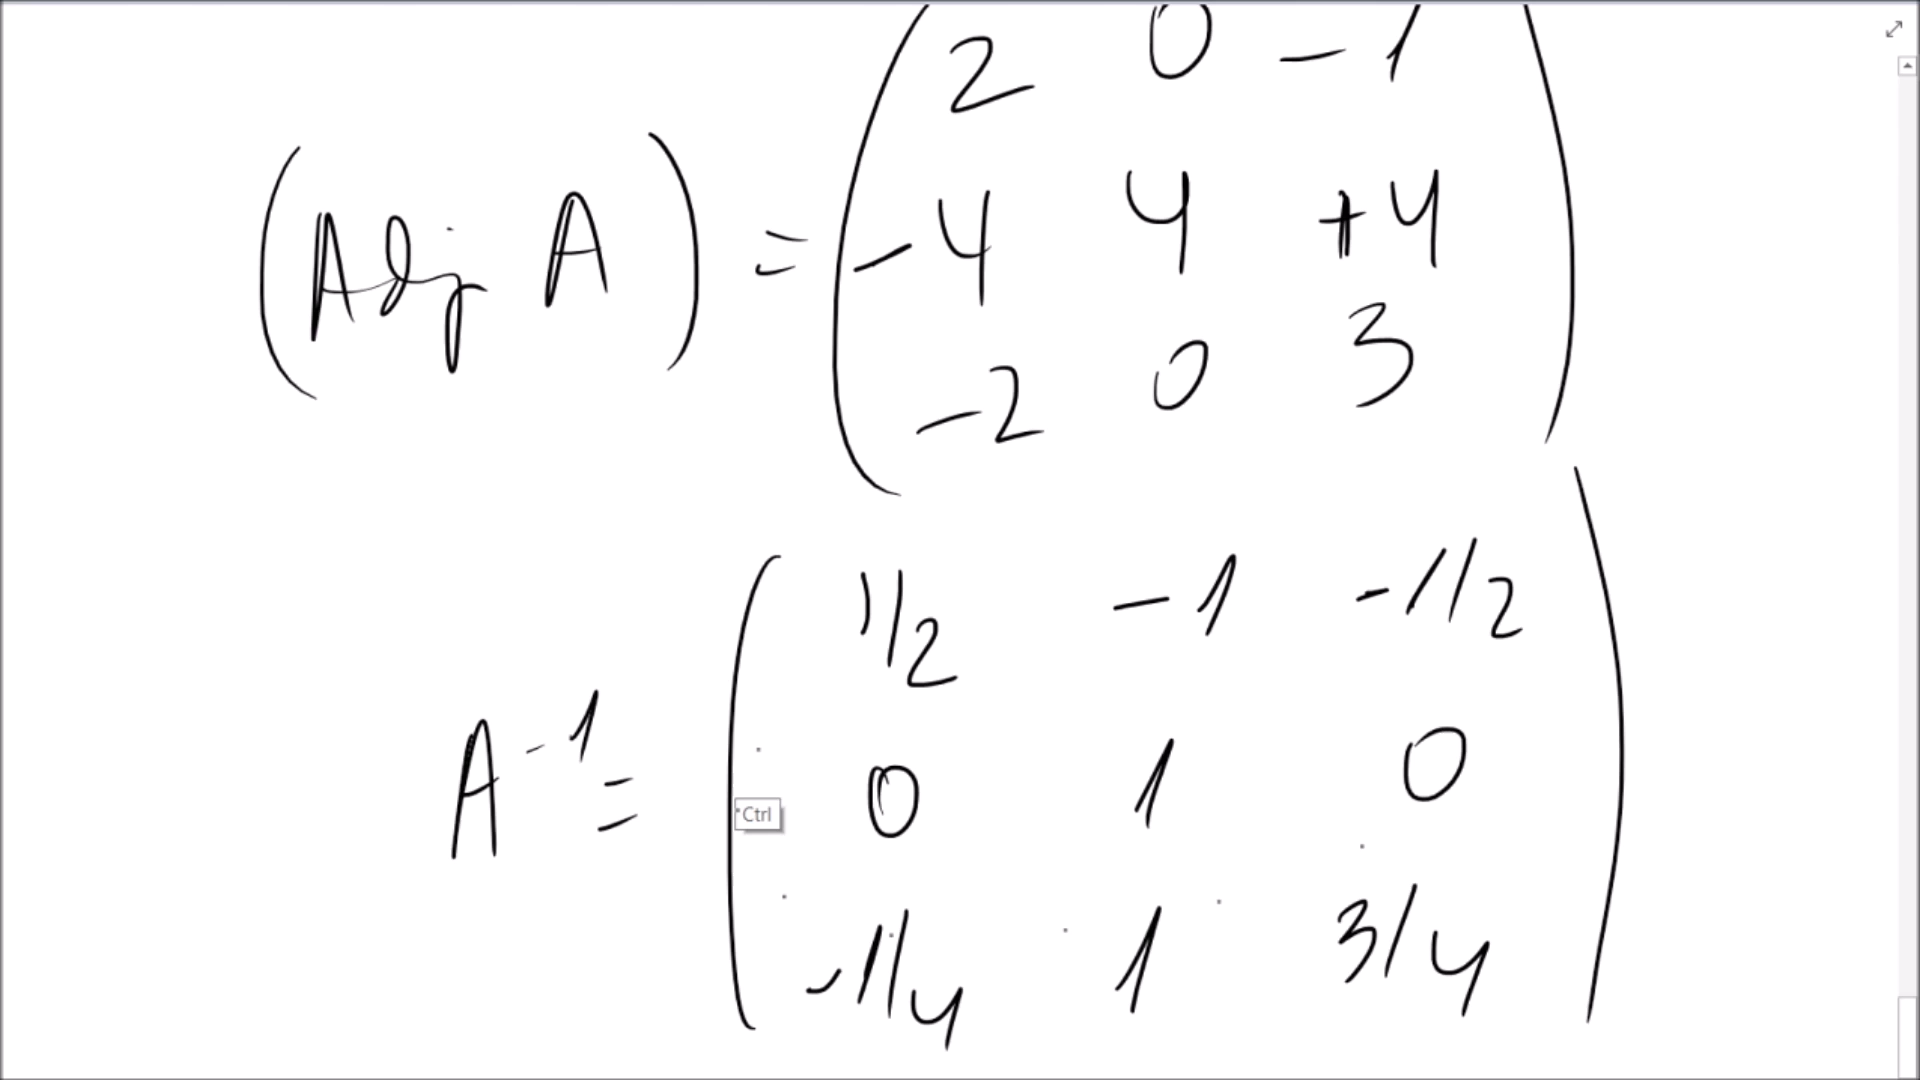 2 0 -1
(Adj A) = -4 4 +4
-2 0 3
1/2 -1 -1/2
A-1 = 0 1 0
Ctrl
-1/4 1 3/4